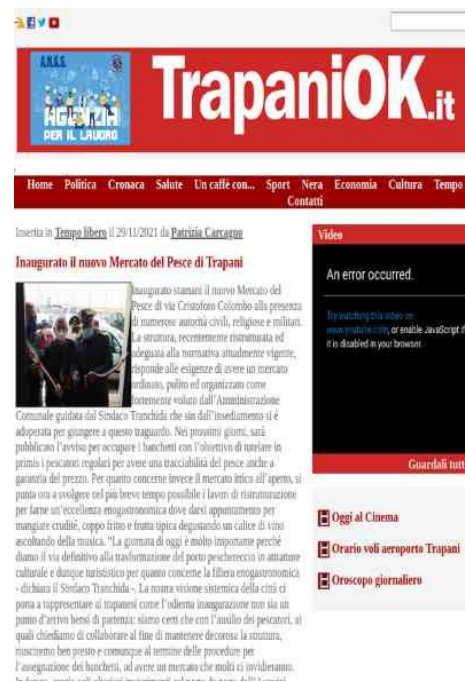 A.N.A.S.
AGENZIA
PER IL LAVORO
TrapaniOK.it
Home Politica Cronaca Salute Un caffè con... Sport Nera Economia Cultura Tempo
Contatti
Inserita in Tempo libero il 29/11/2021 da Patrizia Carcagno
Inaugurato il nuovo Mercato del Pesce di Trapani
Inaugurato stamani il nuovo Mercato del
Pesce di via Cristoforo Colombo alla presenza
di numerose autorità civili, religiose e militari.
La struttura, recentemente ristrutturata ed
adeguata alla normativa attualmente vigente,
risponde alle esigenze di avere un mercato
ordinato, pulito ed organizzato come
fortemente voluto dall'Amministrazione
Comunale guidata dal Sindaco Tranchida che sin dall'insediamento si è
adoperata per giungere a questo traguardo. Nei prossimi giorni, sarà
pubblicato l'avviso per occupare i banchetti con l'obiettivo di tutelare in
primis i pescatori regolari per avere una tracciabilità del pesce anche a
garanzia del prezzo. Per quanto concerne invece il mercato ittico all'aperto, si
punta ora a svolgere nel più breve tempo possibile i lavori di ristrutturazione
per farne un'eccellenza enogastronomica dove darsi appuntamento per
mangiare crudité, coppo fritto e frutta tipica degustando un calice di vino
ascoltando della musica. “La giornata di oggi è molto importante perché
diamo il via definitivo alla trasformazione del porto peschereccio in attrattore
culturale e dunque turististico per quanto concerne la filiera enogastronomica
- dichiara il Sindaco Tranchida -. La nostra visione sistemica della città ci
porta a rappresentare ai trapanesi come l'odierna inaugurazione non sia un
punto d'arrivo bensì di partenza: siamo certi che con l'ausilio dei pescatori, ai
quali chiediamo di collaborare al fine di mantenere decorosa la struttura,
riusciremo ben presto e comunque al termine delle procedure per
l'assegnazione dei banchetti, ad avere un mercato che molti ci invidieranno.
In futuro, grazie agli ulteriori investimenti sul porto da parte dell'Autorità
Video
An error occurred.
Try watching this video on
www.youtube.com, or enable JavaScript if
it is disabled in your browser.
Guardali tutt
Oggi al Cinema
Orario voli aeroporto Trapani
Oroscopo giornaliero